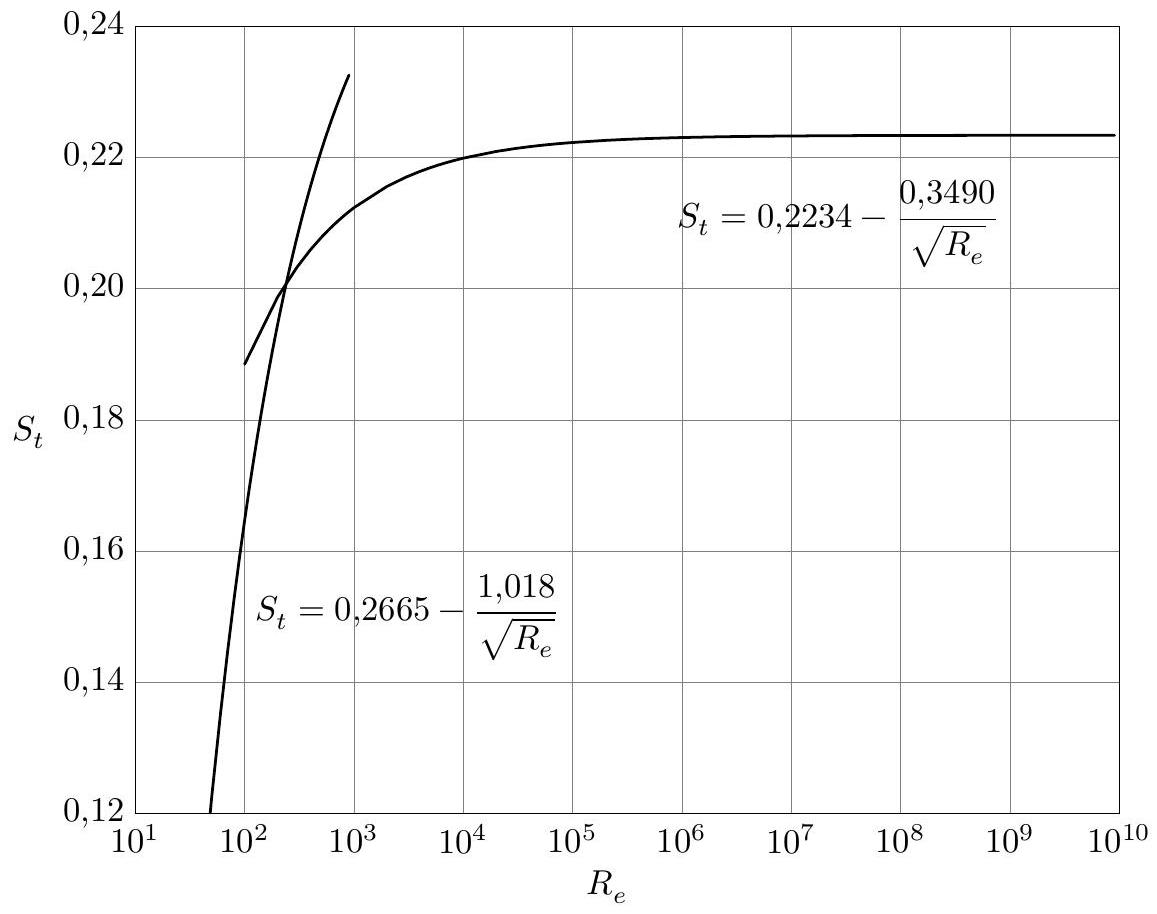 0,24
0,22
S_t = 0,2234 − 0,3490/√R_e
0,20
S_t
0,18
0,16
S_t = 0,2665 − 1,018/√R_e
0,14
0,12
10^1 10^2 10^3 10^4 10^5 10^6 10^7 10^8 10^9 10^10
R_e